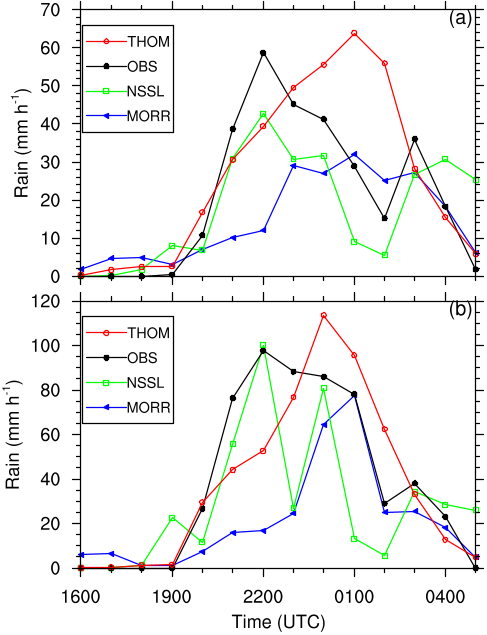 (a)
70
60
50
40
30
20
10
0
Rain (mm h⁻¹)
THOM
OBS
NSSL
MORR
(b)
120
100
80
60
40
20
0
Rain (mm h⁻¹)
THOM
OBS
NSSL
MORR
1600 1900 2200 0100 0400
Time (UTC)